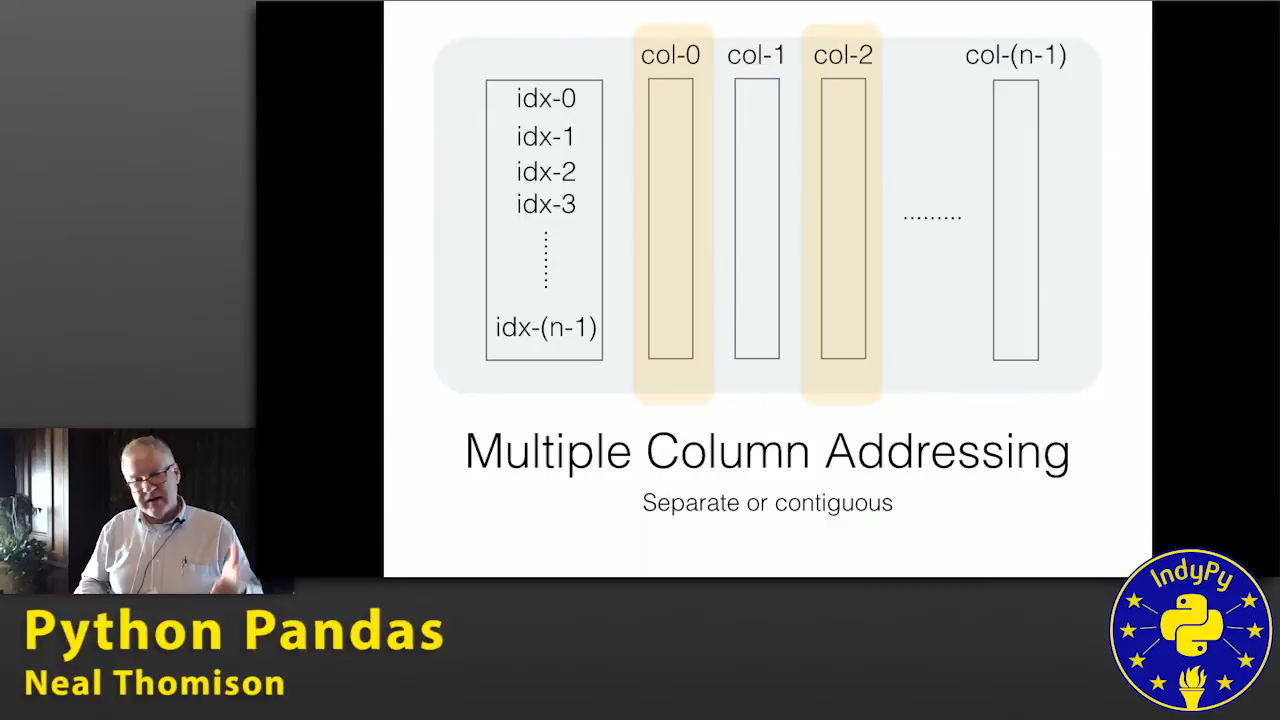 col-0 col-1 col-2 col-(n-1)
idx-0
idx-1
idx-2
idx-3
.........
idx-(n-1)
Multiple Column Addressing
Separate or contiguous
Python Pandas
Neal Thomison
IndyPy